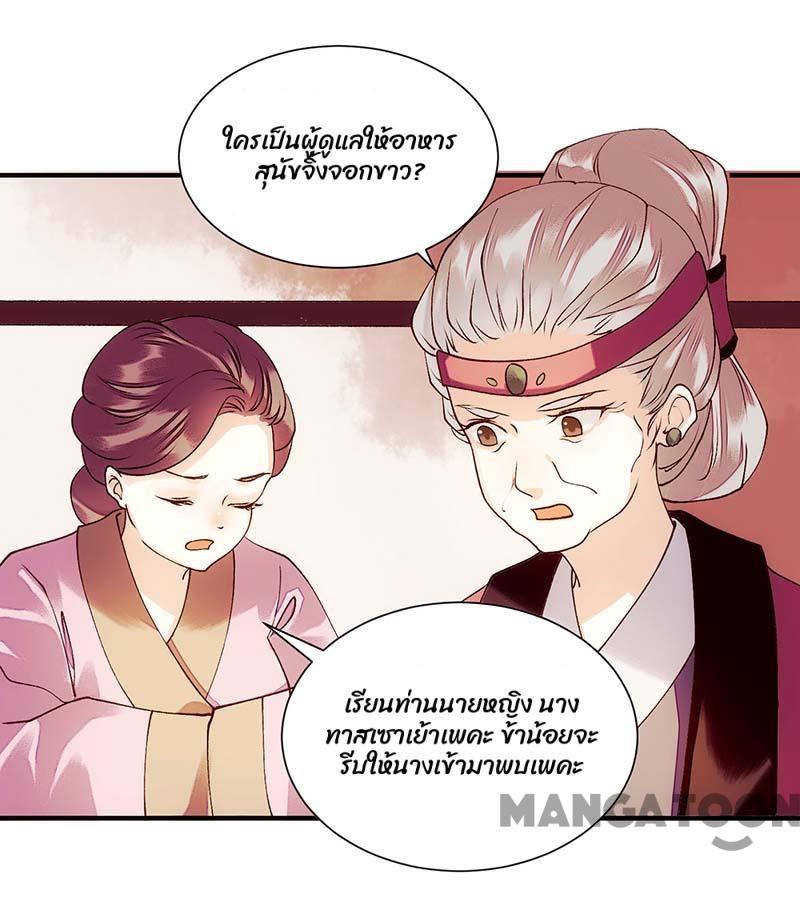 ใครเป็นผู้ดูแลให้อาหาร
สุนัขจิ้งจอกขาว?
เรียนท่านนายหญิง นาง
ทาสเซาเย้าเพคะ ข้าน้อยจะ
รีบให้นางเข้ามาพบเพคะ
MANGATOON